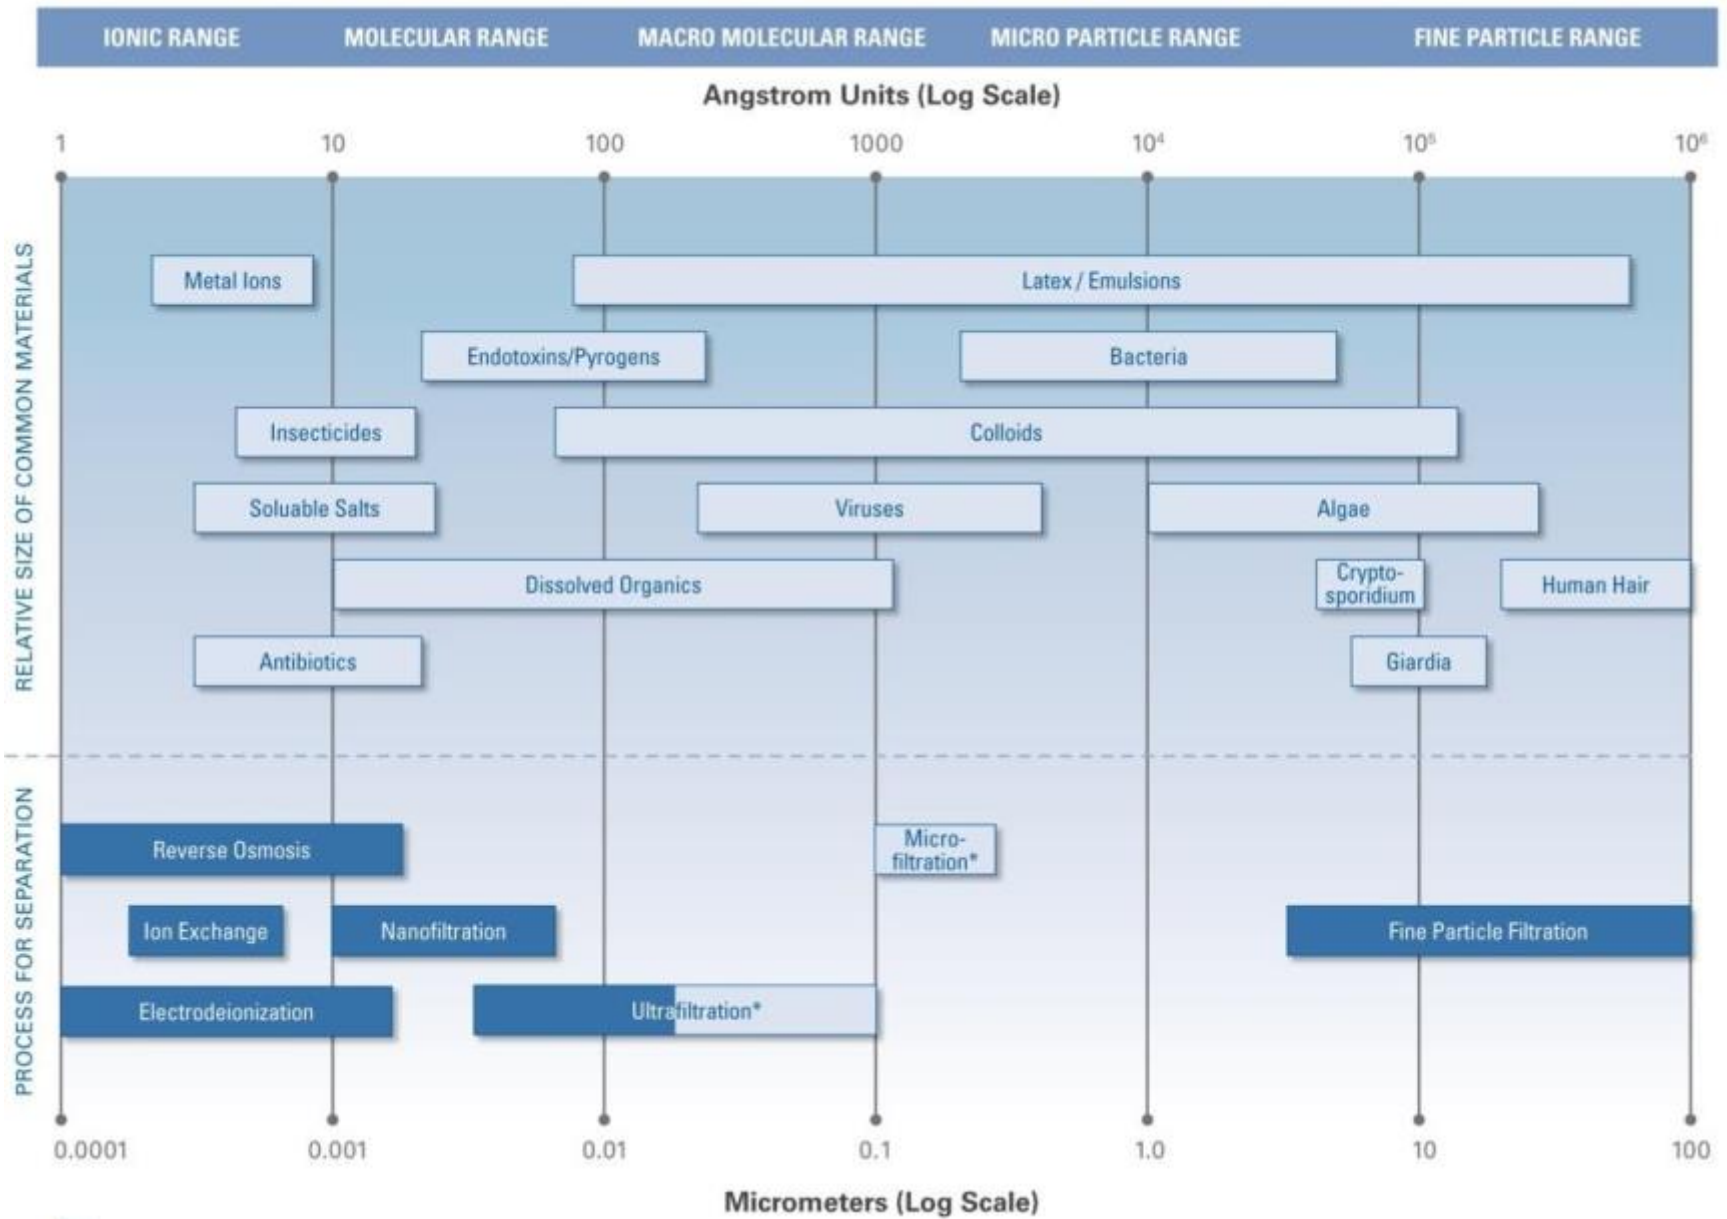 IONIC RANGE MOLECULAR RANGE MACRO MOLECULAR RANGE MICRO PARTICLE RANGE FINE PARTICLE RANGE
Angstrom Units (Log Scale)
1 10 100 1000 10⁴ 10⁵ 10⁶
RELATIVE SIZE OF COMMON MATERIALS
Metal Ions
Latex / Emulsions
Endotoxins/Pyrogens
Bacteria
Insecticides
Colloids
Soluable Salts
Viruses
Algae
Dissolved Organics
Crypto-
sporidium
Human Hair
Antibiotics
Giardia
PROCESS FOR SEPARATION
Reverse Osmosis
Micro-
filtration*
Ion Exchange
Nanofiltration
Fine Particle Filtration
Electrodeionization
Ultrafiltration*
0.0001 0.001 0.01 0.1 1.0 10 100
Micrometers (Log Scale)